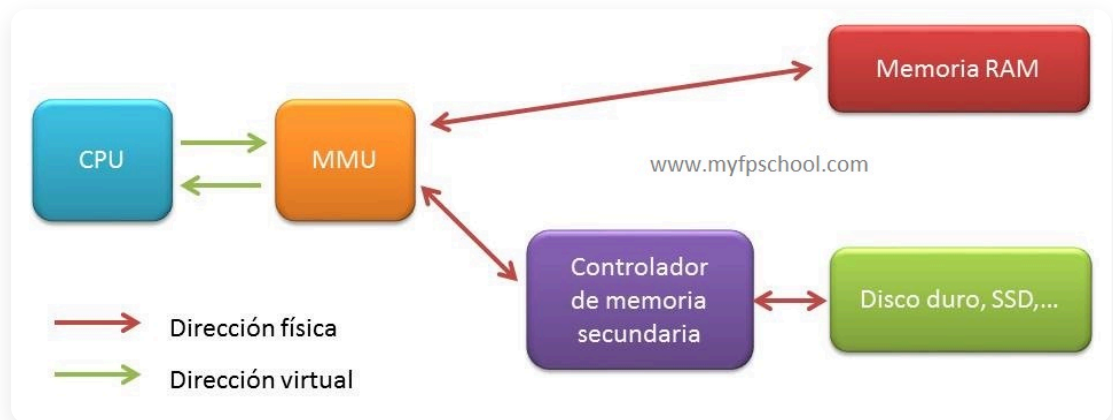 Memoria RAM
CPU
MMU
www.myfpschool.com
Controlador
de memoria
secundaria
Disco duro, SSD,...
Dirección física
Dirección virtual